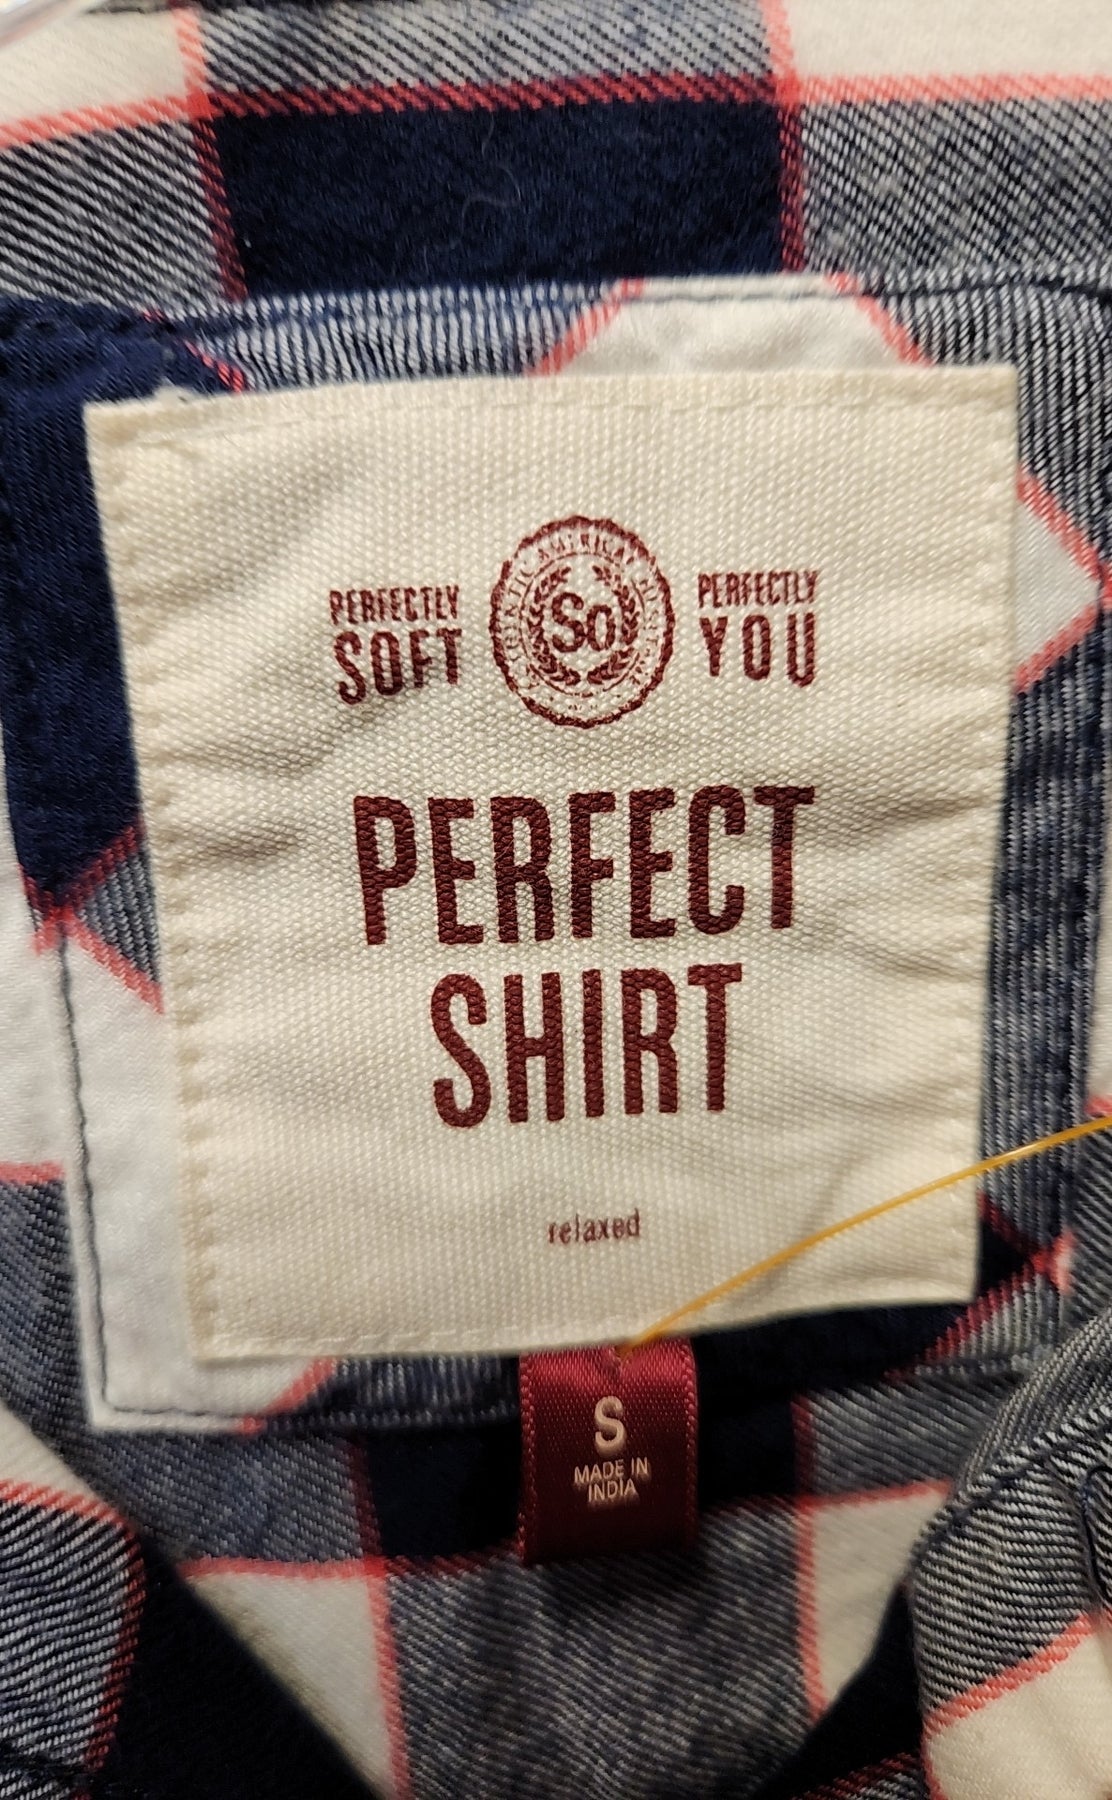 PERFECTLY
SOFT
So
PERFECTLY
YOU
PERFECT
SHIRT
relaxed
S
MADE IN
INDIA